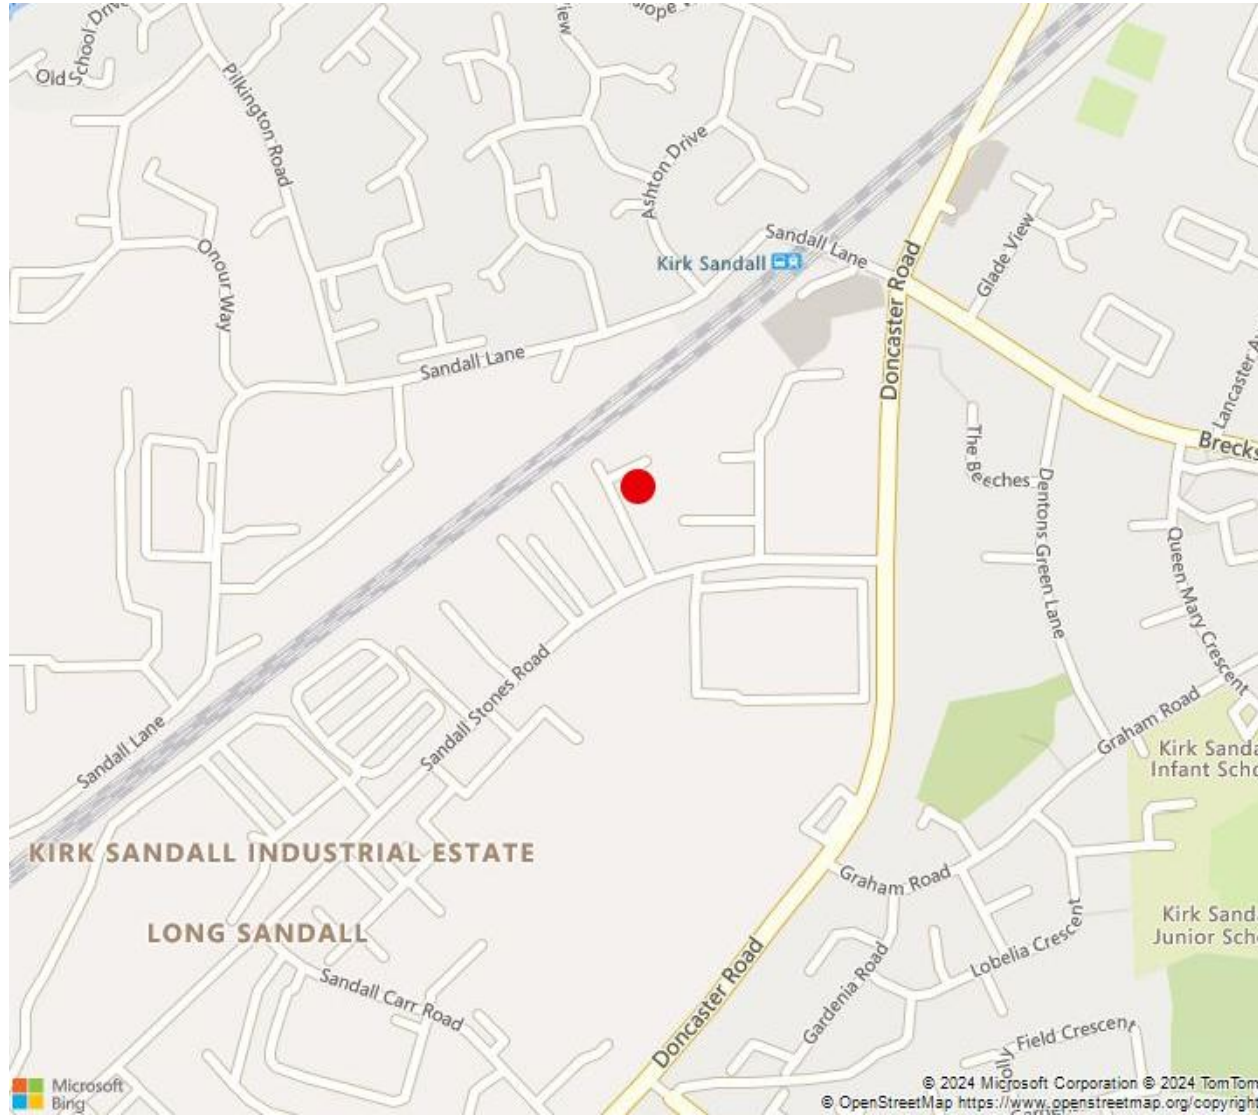 Old School Drive
Pilkington Road
View
Ashton Drive
Onour Way
Sandall Lane
Kirk Sandall
Sandall Lane
Doncaster Road
Glade View
Lancaster
Brecks
The Beeches
Dentons Green Lane
Queen Mary Crescent
Sandall Stones Road
Sandall Lane
Graham Road
Kirk Sanda
Infant Scho
KIRK SANDALL INDUSTRIAL ESTATE
Graham Road
LONG SANDALL
Kirk Sand
Junior Sch
Lobelia Crescent
Gardenia Road
Sandall Carr Road
Doncaster Road
Field Crescent
Microsoft
Bing
© 2024 Microsoft Corporation © 2024 TomTom
© OpenStreetMap https://www.openstreetmap.org/copyright